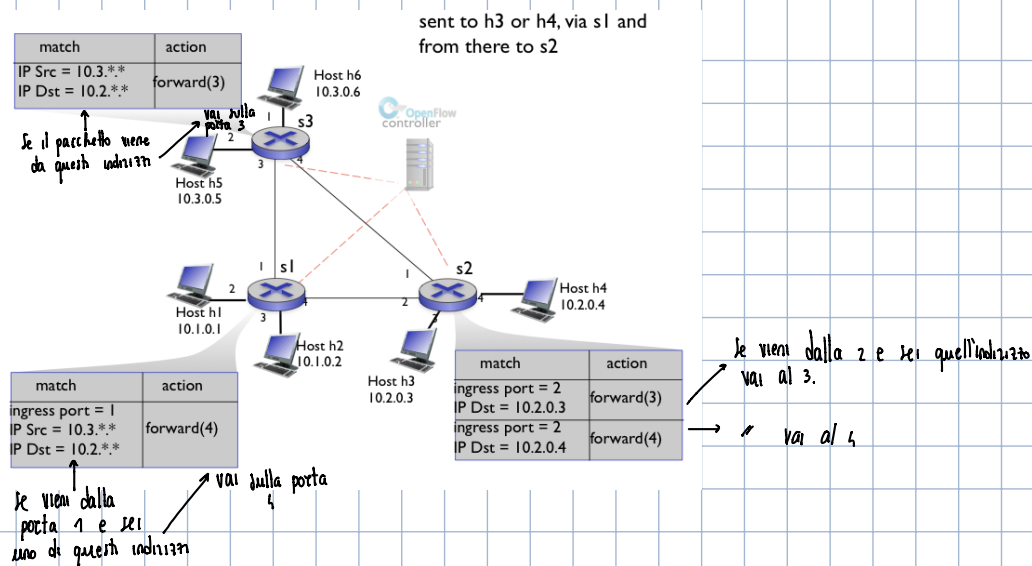 sent to h3 or h4, via s1 and
from there to s2
match action
IP Src = 10.3.*.*
IP Dst = 10.2.*.*
forward(3)
Host h6
10.3.0.6
OpenFlow
controller
vai sulla
porta 3
Se il pacchetto viene
da questi indirizzi
1
s3
2
3
4
Host h5
10.3.0.5
1
s1
2
3
4
Host h1
10.1.0.1
Host h2
10.1.0.2
1
s2
2
3
4
Host h4
10.2.0.4
Host h3
10.2.0.3
match action
ingress port = 1
IP Src = 10.3.*.*
IP Dst = 10.2.*.*
forward(4)
match action
ingress port = 2
IP Dst = 10.2.0.3
forward(3)
ingress port = 2
IP Dst = 10.2.0.4
forward(4)
se vieni dalla 2 e sei quell'indirizzo
vai al 3.
" vai al 4
vai sulla porta
4
se vieni dalla
porta 1 e sei
uno di questi indirizzi